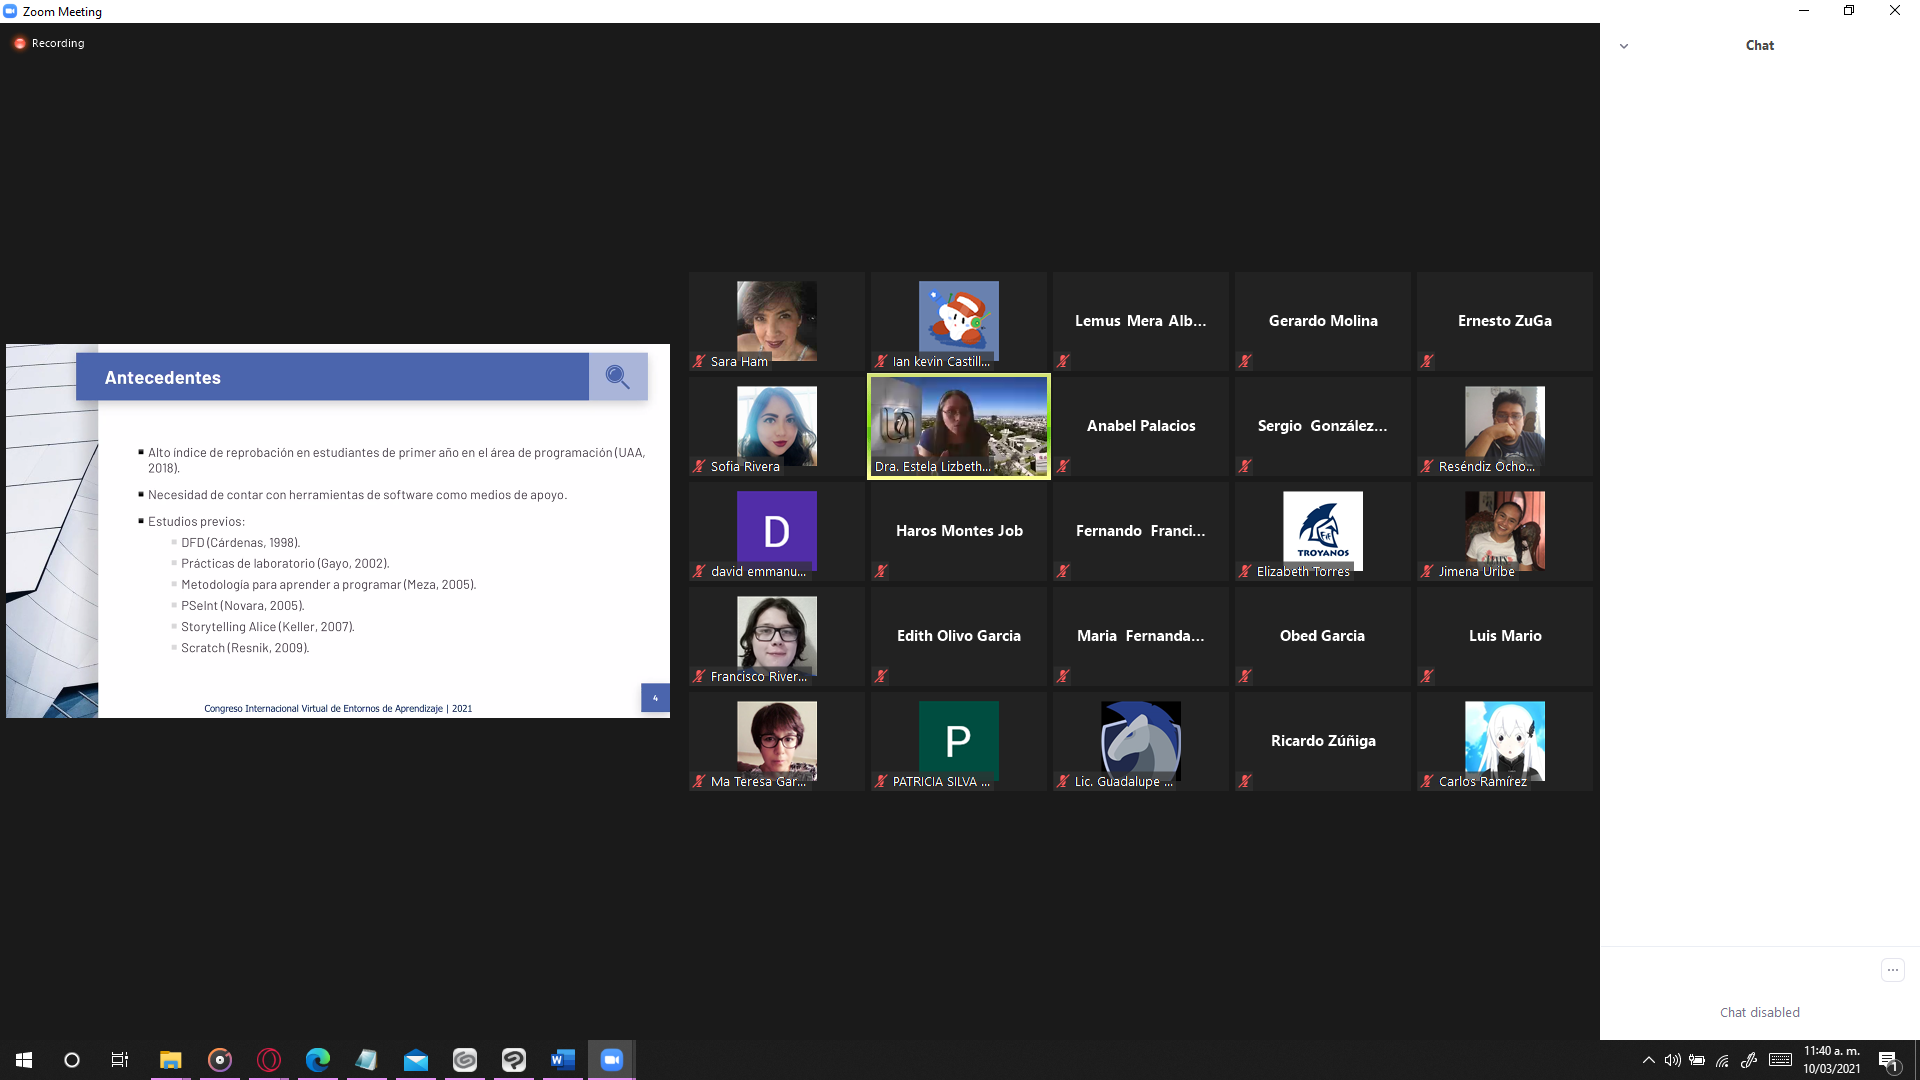 Zoom Meeting
Recording
Chat
Antecedentes
▪ Alto índice de reprobación en estudiantes de primer año en el área de programación (UAA,
2018).
▪ Necesidad de contar con herramientas de software como medios de apoyo.
▪ Estudios previos:
▪ DFD (Cárdenas, 1998).
▪ Prácticas de laboratorio (Gayo, 2002).
▪ Metodología para aprender a programar (Meza, 2005).
▪ PSeInt (Novara, 2005).
▪ Storytelling Alice (Keller, 2007).
▪ Scratch (Resnik, 2009).
4
Congreso Internacional Virtual de Entornos de Aprendizaje | 2021
Sara Ham
Ian kevin Castill...
Lemus Mera Alb...
Gerardo Molina
Ernesto ZuGa
Sofia Rivera
Dra. Estela Lizbeth...
Anabel Palacios
Sergio González...
Reséndiz Ocho...
D
david emmanu...
Haros Montes Job
Fernando Franci...
TROYANOS
Elizabeth Torres
Jimena Uribe
Francisco River...
Edith Olivo Garcia
Maria Fernanda...
Obed Garcia
Luis Mario
Ma Teresa Gar...
P
PATRICIA SILVA ...
Lic. Guadalupe ...
Ricardo Zúñiga
Carlos Ramírez
...
Chat disabled
11:40 a. m.
10/03/2021
1